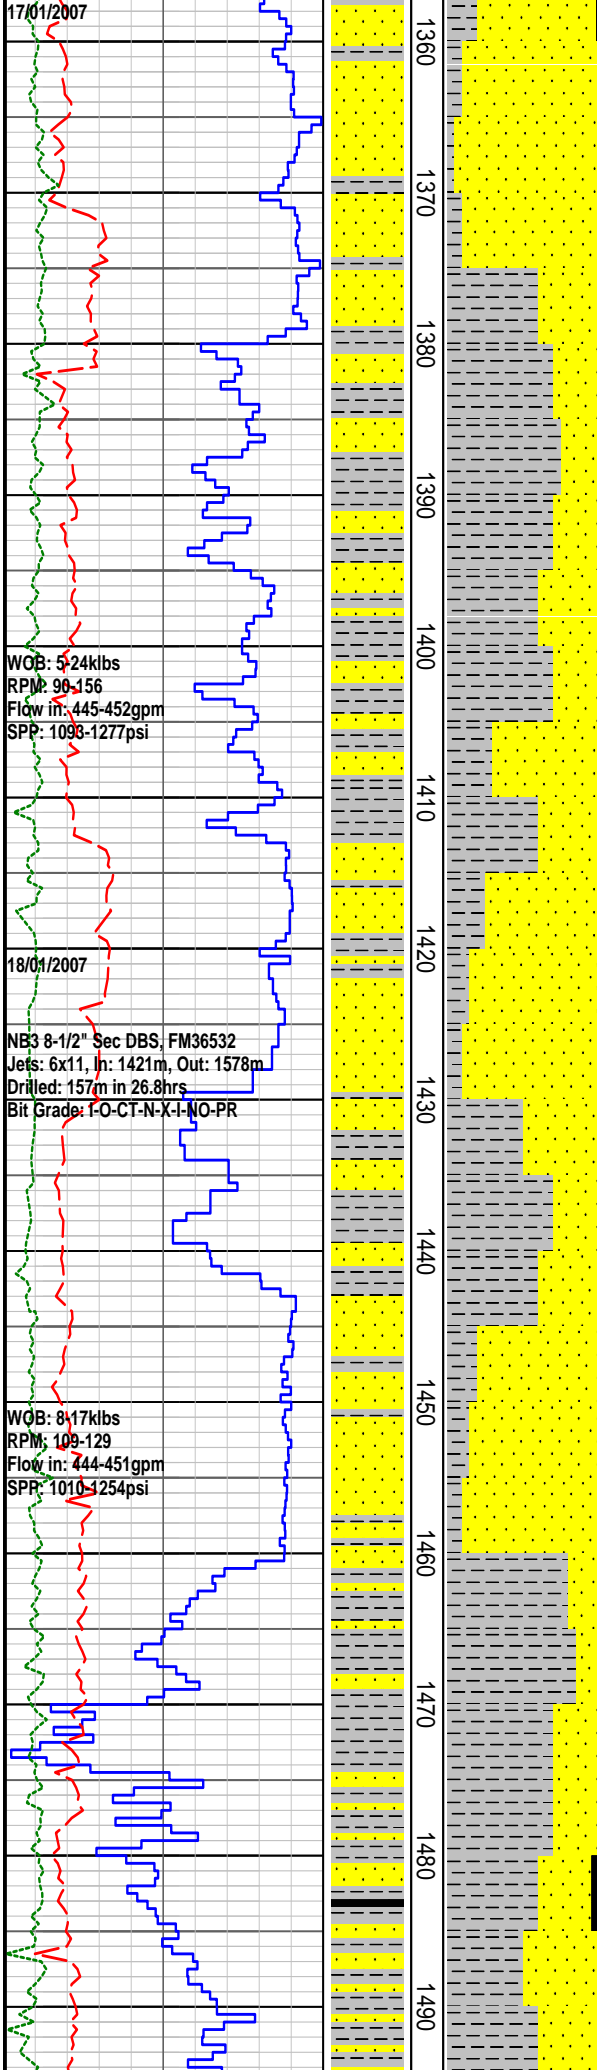 17/01/2007
1360
1370
1380
1390
1400
WOB: 5-24klbs
RPM: 90-156
Flow in: 445-452gpm
SPP: 1093-1277psi
1410
1420
18/01/2007
NB3 8-1/2" Sec DBS, FM36532
Jets: 6x11, In: 1421m, Out: 1578m
Drilled: 157m in 26.8hrs
Bit Grade: 1-O-CT-N-X-I-NO-PR
1430
1440
1450
WOB: 8-17klbs
RPM: 109-129
Flow in: 444-451gpm
SPP: 1010-1254psi
1460
1470
1480
1490